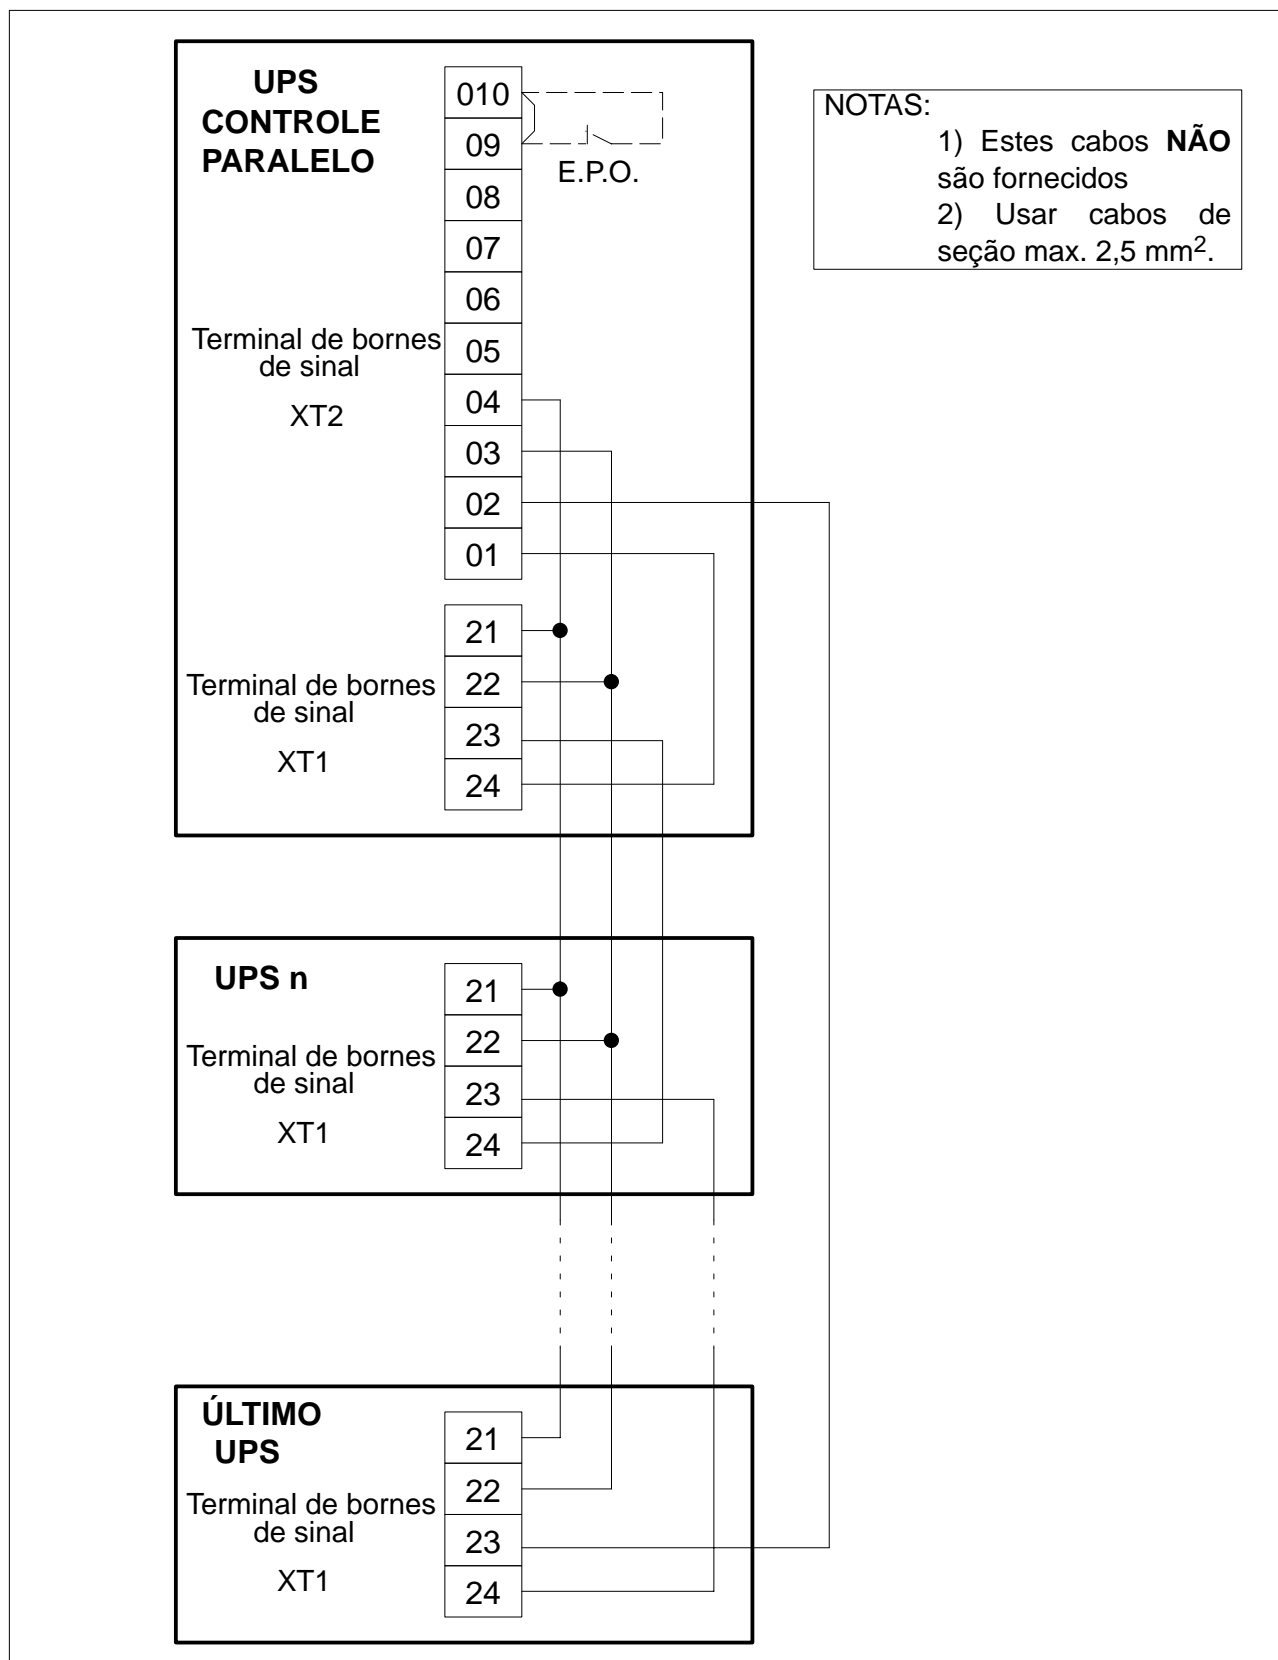 UPS
CONTROLE
PARALELO
010
09
E.P.O.
08
07
06
Terminal de bornes
de sinal
XT2
05
04
03
02
01
21
22
23
24
Terminal de bornes
de sinal
XT1
NOTAS:
1) Estes cabos NÃO
são fornecidos
2) Usar cabos de
seção max. 2,5 mm².
UPS n
21
22
23
24
Terminal de bornes
de sinal
XT1
ÚLTIMO
UPS
21
22
23
24
Terminal de bornes
de sinal
XT1